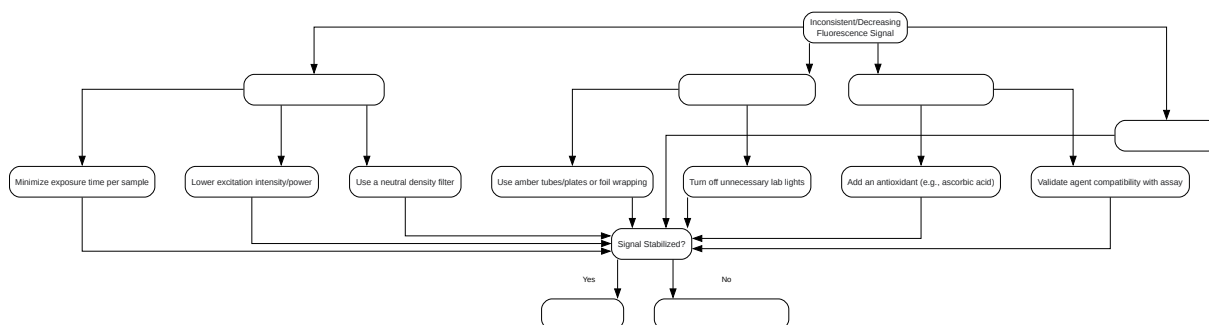 Inconsistent/Decreasing
Fluorescence Signal
Minimize exposure time per sample
Lower excitation intensity/power
Use a neutral density filter
Use amber tubes/plates or foil wrapping
Turn off unnecessary lab lights
Add an antioxidant (e.g., ascorbic acid)
Validate agent compatibility with assay
Signal Stabilized?
Yes
No